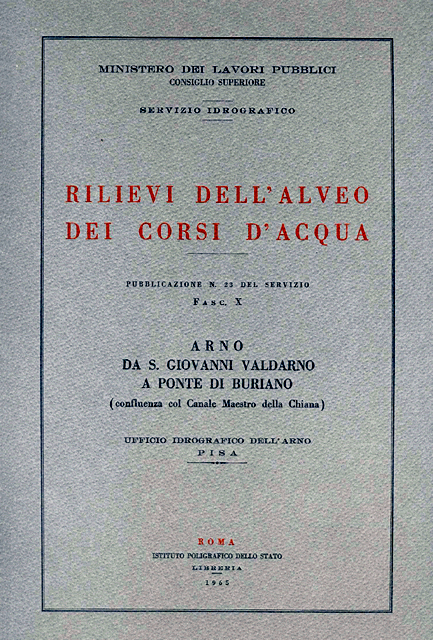 MINISTERO DEI LAVORI PUBBLICI
CONSIGLIO SUPERIORE
SERVIZIO IDROGRAFICO
RILIEVI DELL'ALVEO
DEI CORSI D'ACQUA
PUBBLICAZIONE N. 23 DEL SERVIZIO
FASC. X
ARNO
DA S. GIOVANNI VALDARNO
A PONTE DI BURIANO
(confluenza col Canale Maestro della Chiana)
UFFICIO IDROGRAFICO DELL'ARNO
PISA
ROMA
ISTITUTO POLIGRAFICO DELLO STATO
LIBRERIA
1965